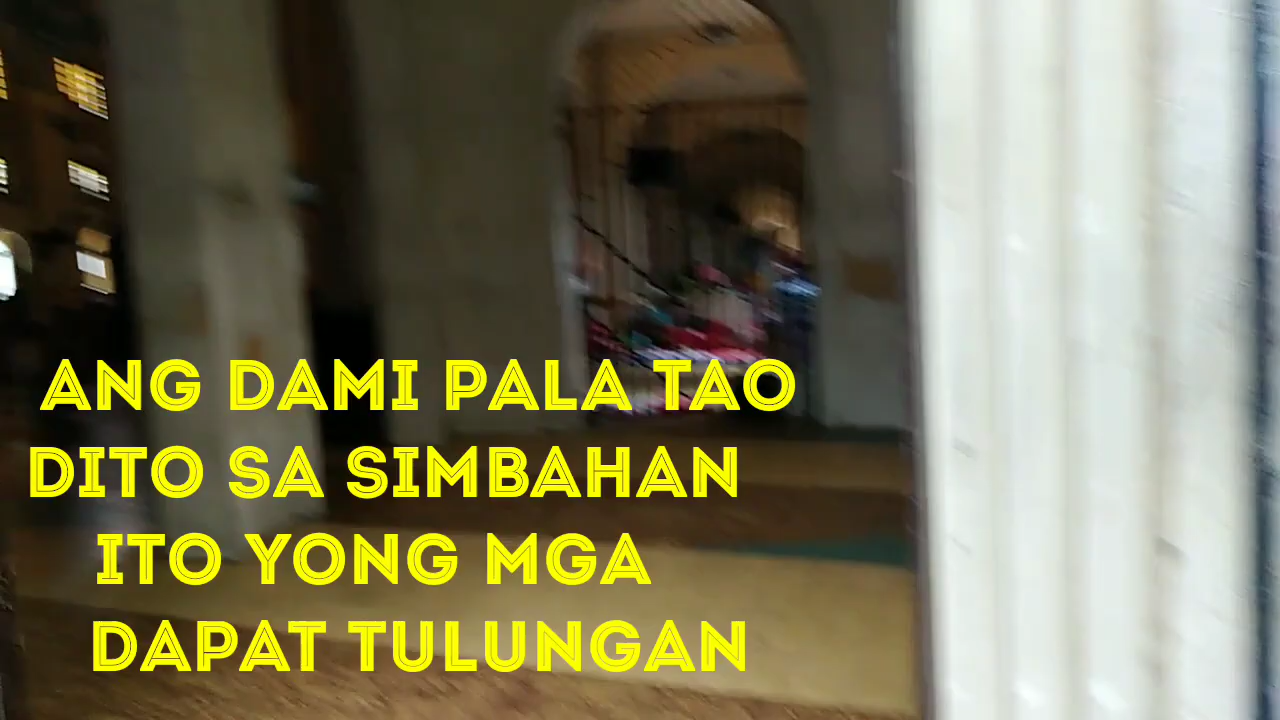 ANG DAMI PALA TAO
DITO SA SIMBAHAN
ITO YONG MGA
DAPAT TULUNGAN